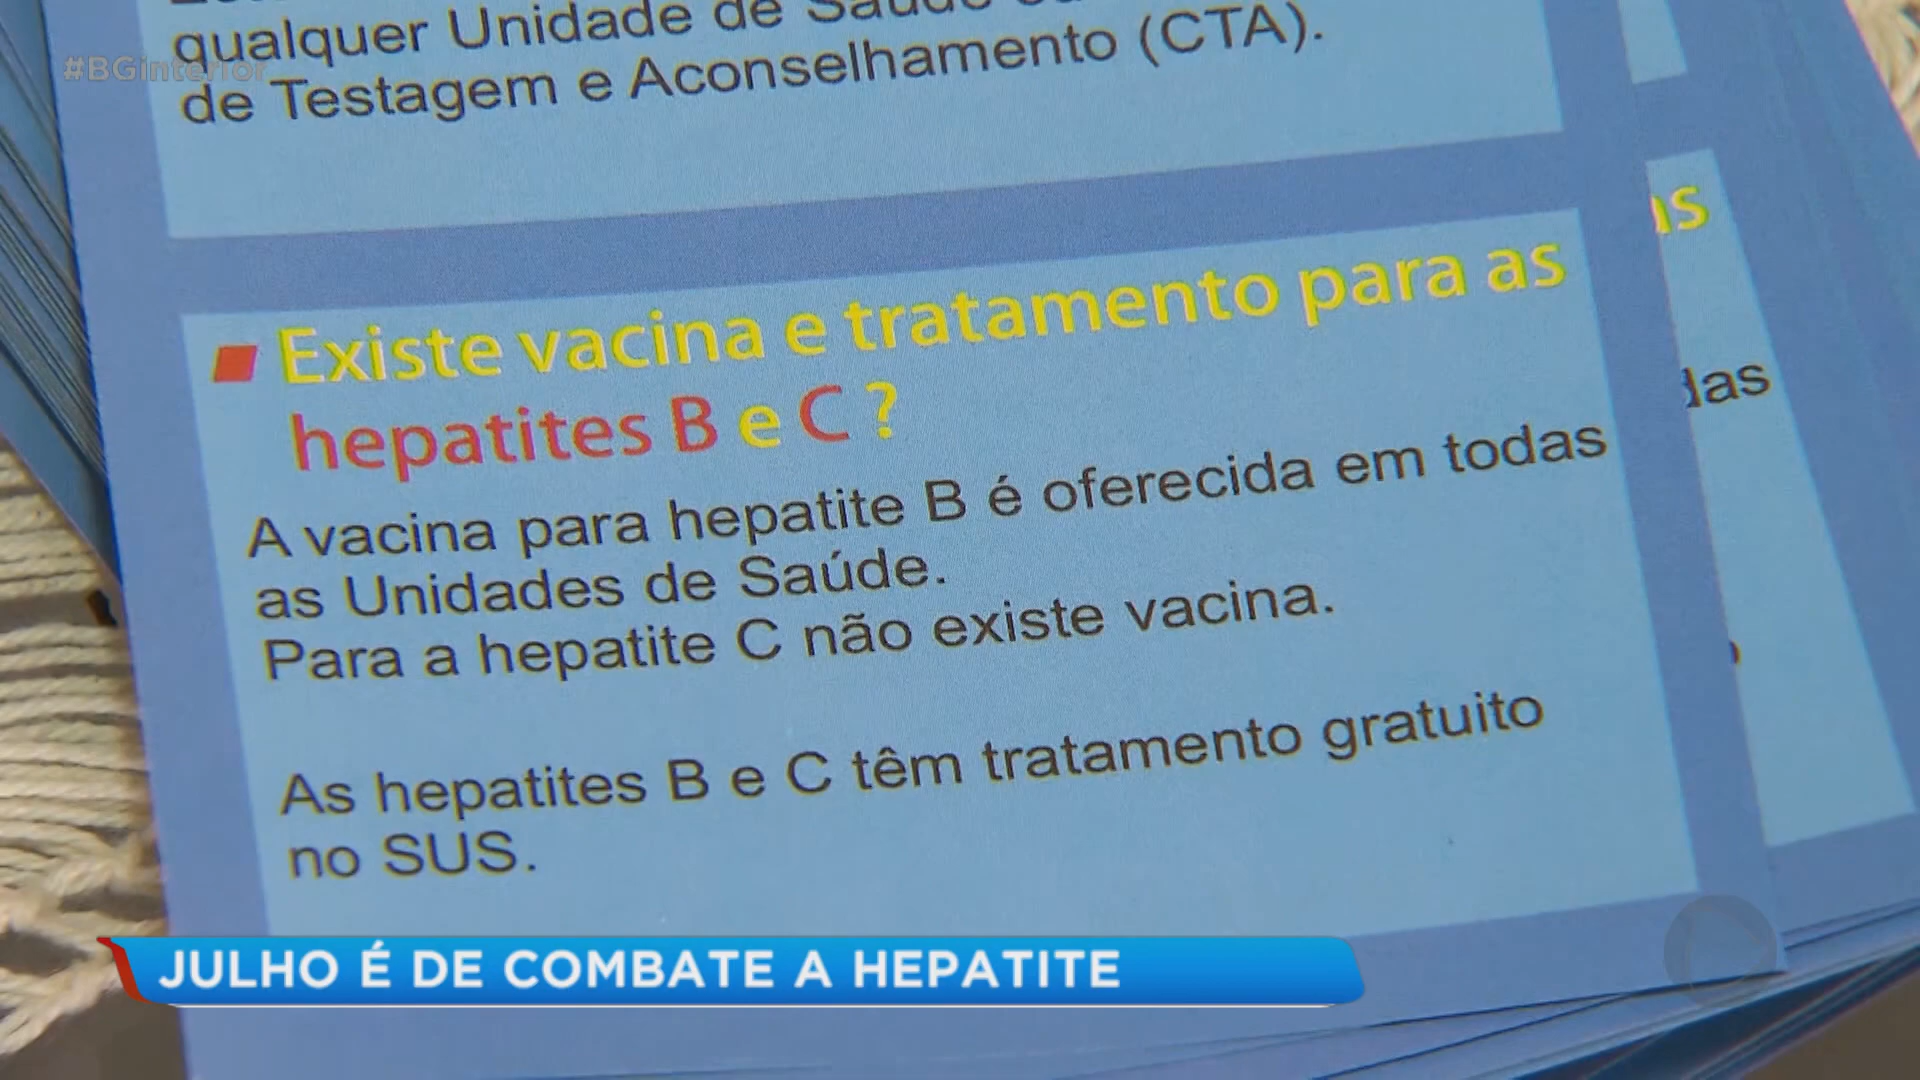 #BGinterior
qualquer Unidade de Saúde
de Testagem e Aconselhamento (CTA).
Existe vacina e tratamento para as
hepatites B e C ?
A vacina para hepatite B é oferecida em todas
as Unidades de Saúde.
Para a hepatite C não existe vacina.
As hepatites B e C têm tratamento gratuito
no SUS.
JULHO É DE COMBATE A HEPATITE